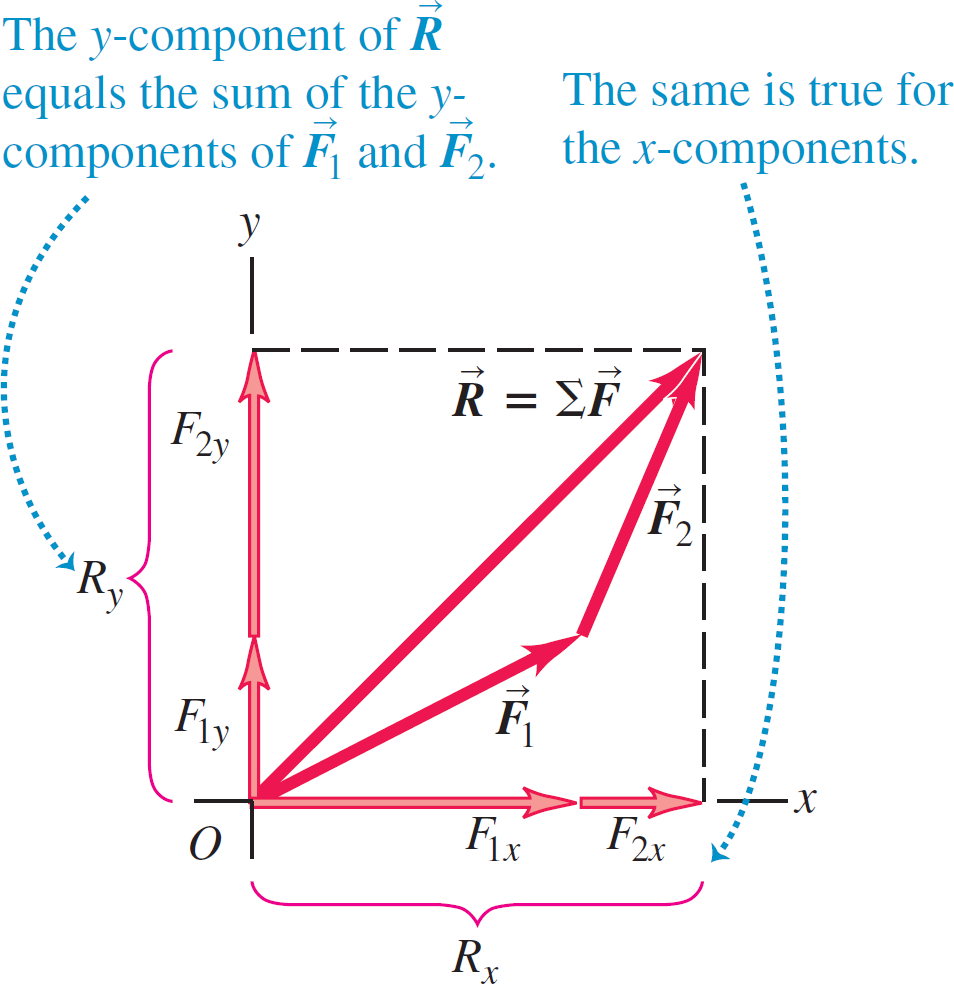 The y-component of R⃗
equals the sum of the y-
components of F⃗₁ and F⃗₂.
The same is true for
the x-components.
y
R⃗ = ΣF⃗
F₂y
F⃗₂
Ry
F₁y
F⃗₁
x
O
F₁x
F₂x
Rx